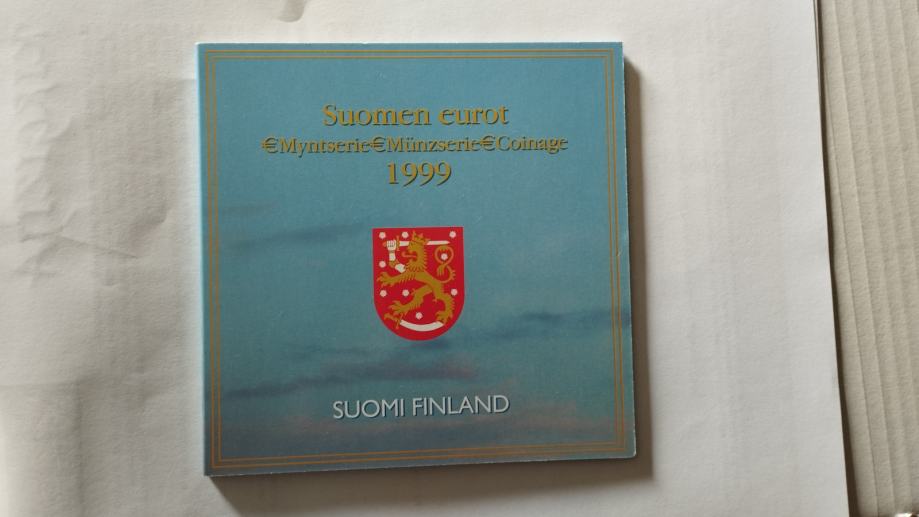 Suomen eurot
€Myntserie€Münzserie€Coinage
1999
SUOMI FINLAND